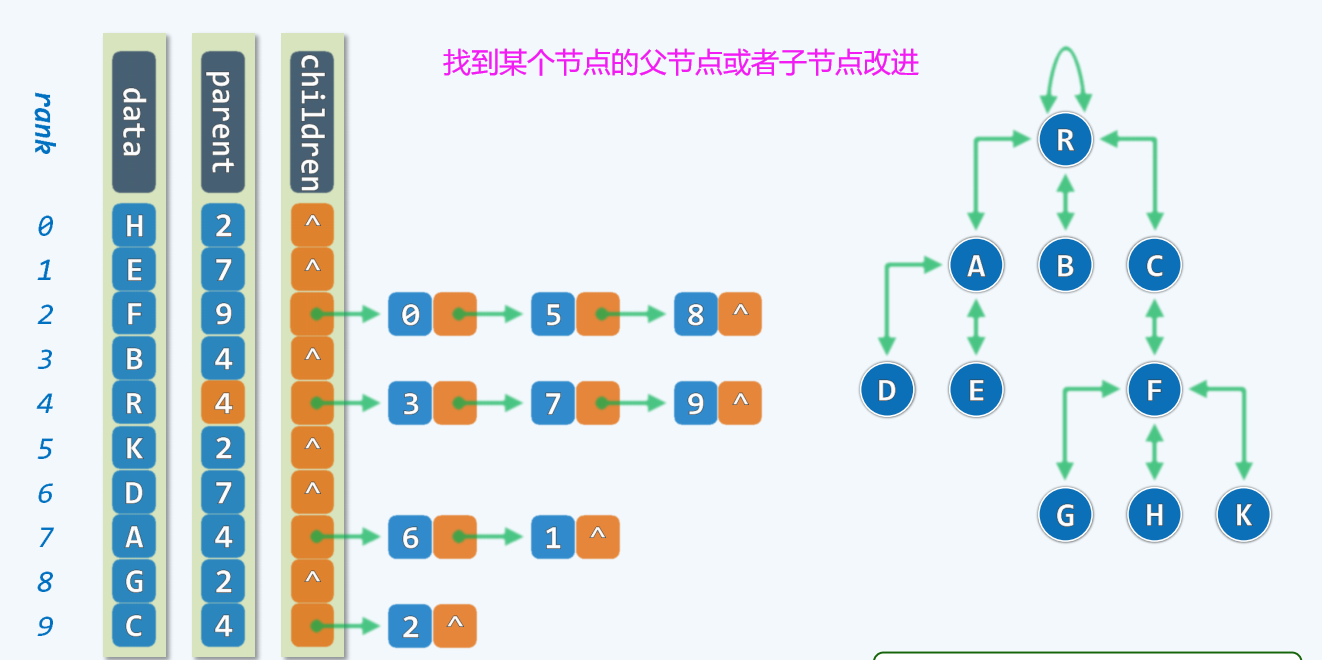 找到某个节点的父节点或者子节点改进
rank data parent children
0 H 2 ^
1 E 7 ^
2 F 9 0 5 8 ^
3 B 4 ^
4 R 4 3 7 9 ^
5 K 2 ^
6 D 7 ^
7 A 4 6 1 ^
8 G 2 ^
9 C 4 2 ^
R
A B C
D E F
G H K